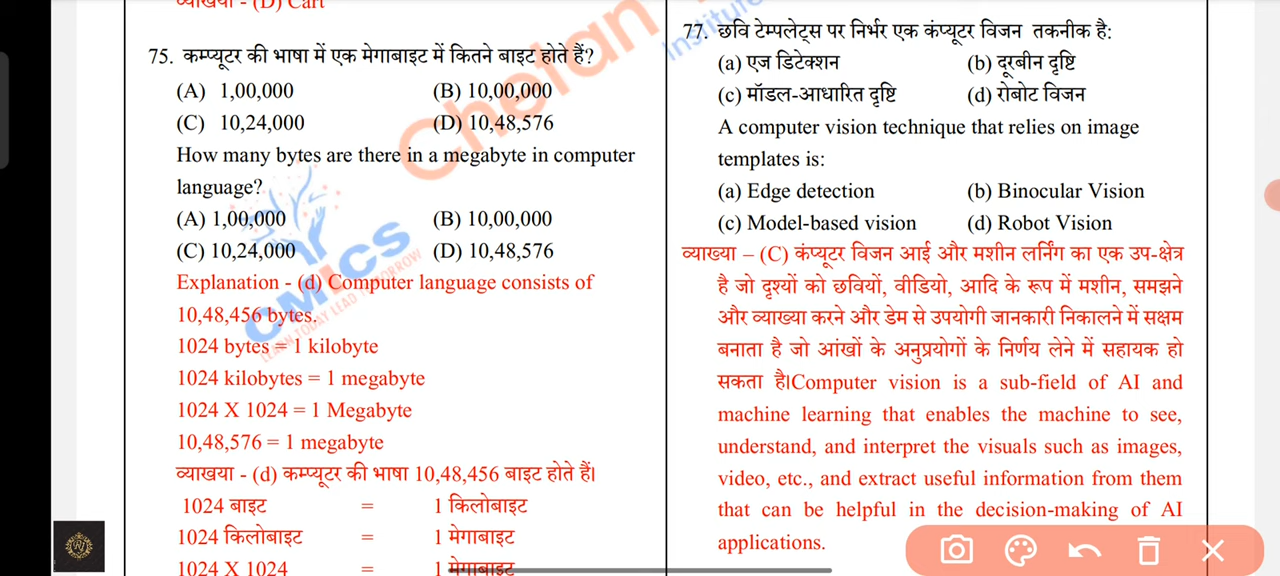 व्याखया - (D) Cart
75. कम्प्यूटर की भाषा में एक मेगाबाइट में कितने बाइट होते हैं?
(A) 1,00,000 (B) 10,00,000
(C) 10,24,000 (D) 10,48,576
How many bytes are there in a megabyte in computer
language?
(A) 1,00,000 (B) 10,00,000
(C) 10,24,000 (D) 10,48,576
Explanation - (d) Computer language consists of
10,48,456 bytes.
1024 bytes = 1 kilobyte
1024 kilobytes = 1 megabyte
1024 X 1024 = 1 Megabyte
10,48,576 = 1 megabyte
व्याखया - (d) कम्प्यूटर की भाषा 10,48,456 बाइट होते हैं।
1024 बाइट = 1 किलोबाइट
1024 किलोबाइट = 1 मेगाबाइट
1024 X 1024 = 1 मेगाबाइट
77. छवि टेम्पलेट्स पर निर्भर एक कंप्यूटर विजन तकनीक है:
(a) एज डिटेक्शन (b) दूरबीन दृष्टि
(c) मॉडल-आधारित दृष्टि (d) रोबोट विजन
A computer vision technique that relies on image
templates is:
(a) Edge detection (b) Binocular Vision
(c) Model-based vision (d) Robot Vision
व्याख्या – (C) कंप्यूटर विजन आई और मशीन लर्निंग का एक उप-क्षेत्र
है जो दृश्यों को छवियों, वीडियो, आदि के रूप में मशीन, समझने
और व्याख्या करने और डेम से उपयोगी जानकारी निकालने में सक्षम
बनाता है जो आंखों के अनुप्रयोगों के निर्णय लेने में सहायक हो
सकता है।Computer vision is a sub-field of AI and
machine learning that enables the machine to see,
understand, and interpret the visuals such as images,
video, etc., and extract useful information from them
that can be helpful in the decision-making of AI
applications.
Chetan
Institute
CMICS
LEARN TODAY LEAD TOMORROW